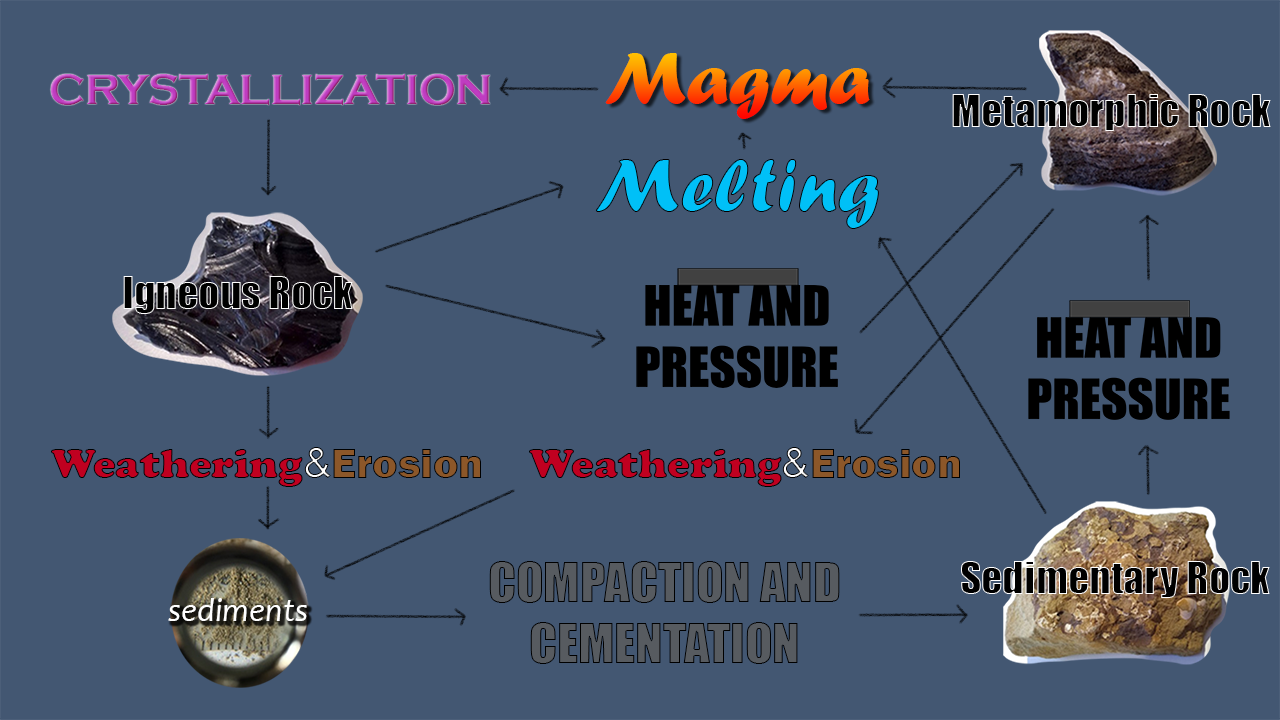 CRYSTALLIZATION
Magma
Metamorphic Rock
Melting
Igneous Rock
HEAT AND
PRESSURE
HEAT AND
PRESSURE
Weathering&Erosion
Weathering&Erosion
sediments
COMPACTION AND
CEMENTATION
Sedimentary Rock